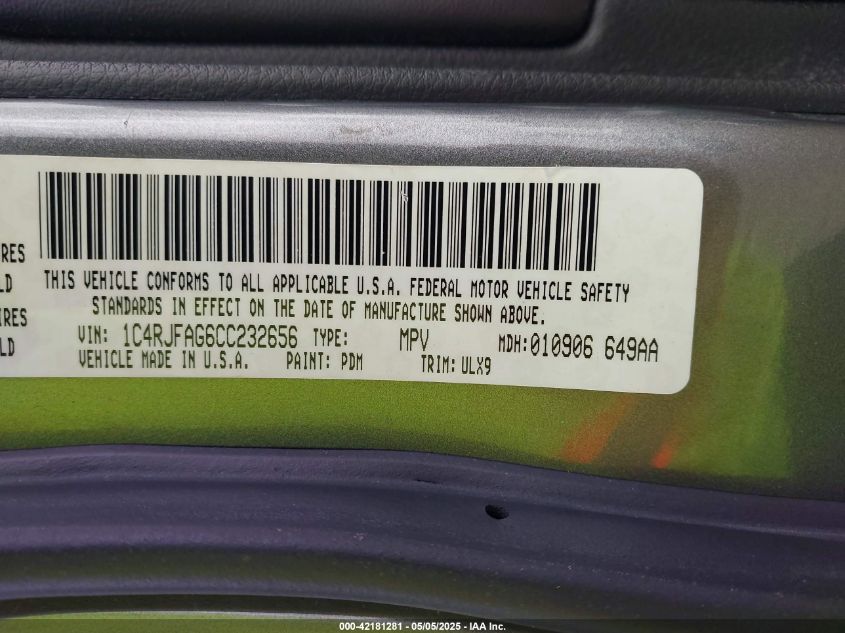 RES
LD
IRES
LD
THIS VEHICLE CONFORMS TO ALL APPLICABLE U.S.A. FEDERAL MOTOR VEHICLE SAFETY
STANDARDS IN EFFECT ON THE DATE OF MANUFACTURE SHOWN ABOVE.
VIN: 1C4RJFAG6CC232656 TYPE: MPV MDH:010906 649AA
VEHICLE MADE IN U.S.A. PAINT: PDM TRIM: ULX9
000-42181281 - 05/05/2025 - IAA Inc.